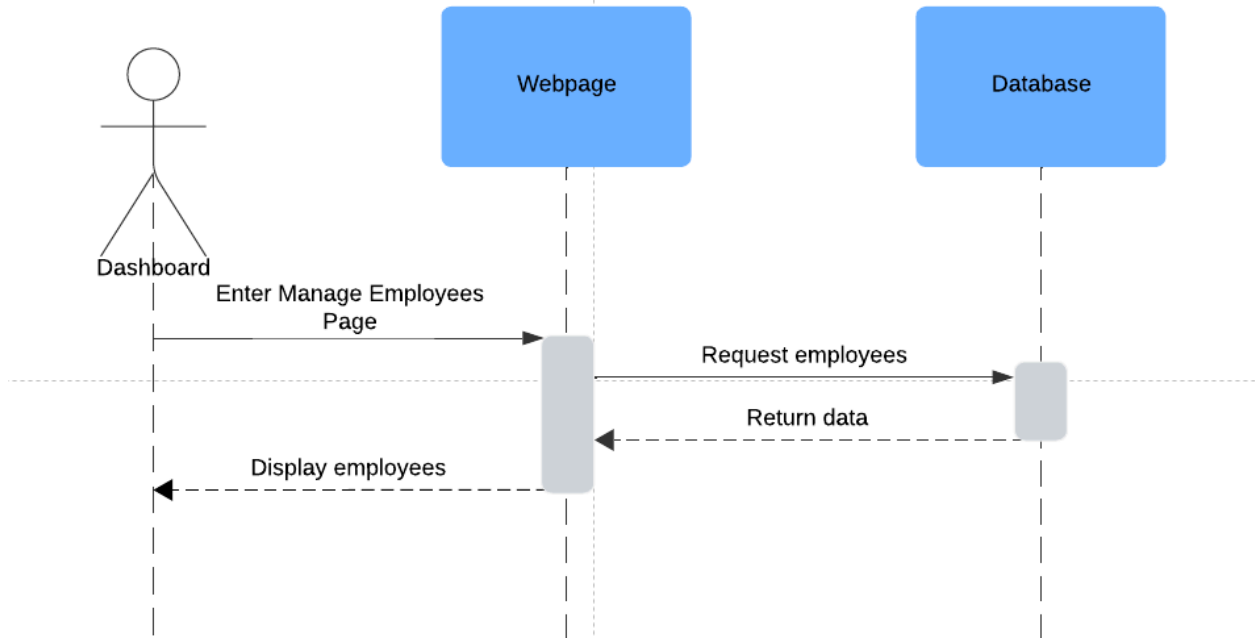 Webpage
Database
Dashboard
Enter Manage Employees
Page
Request employees
Return data
Display employees